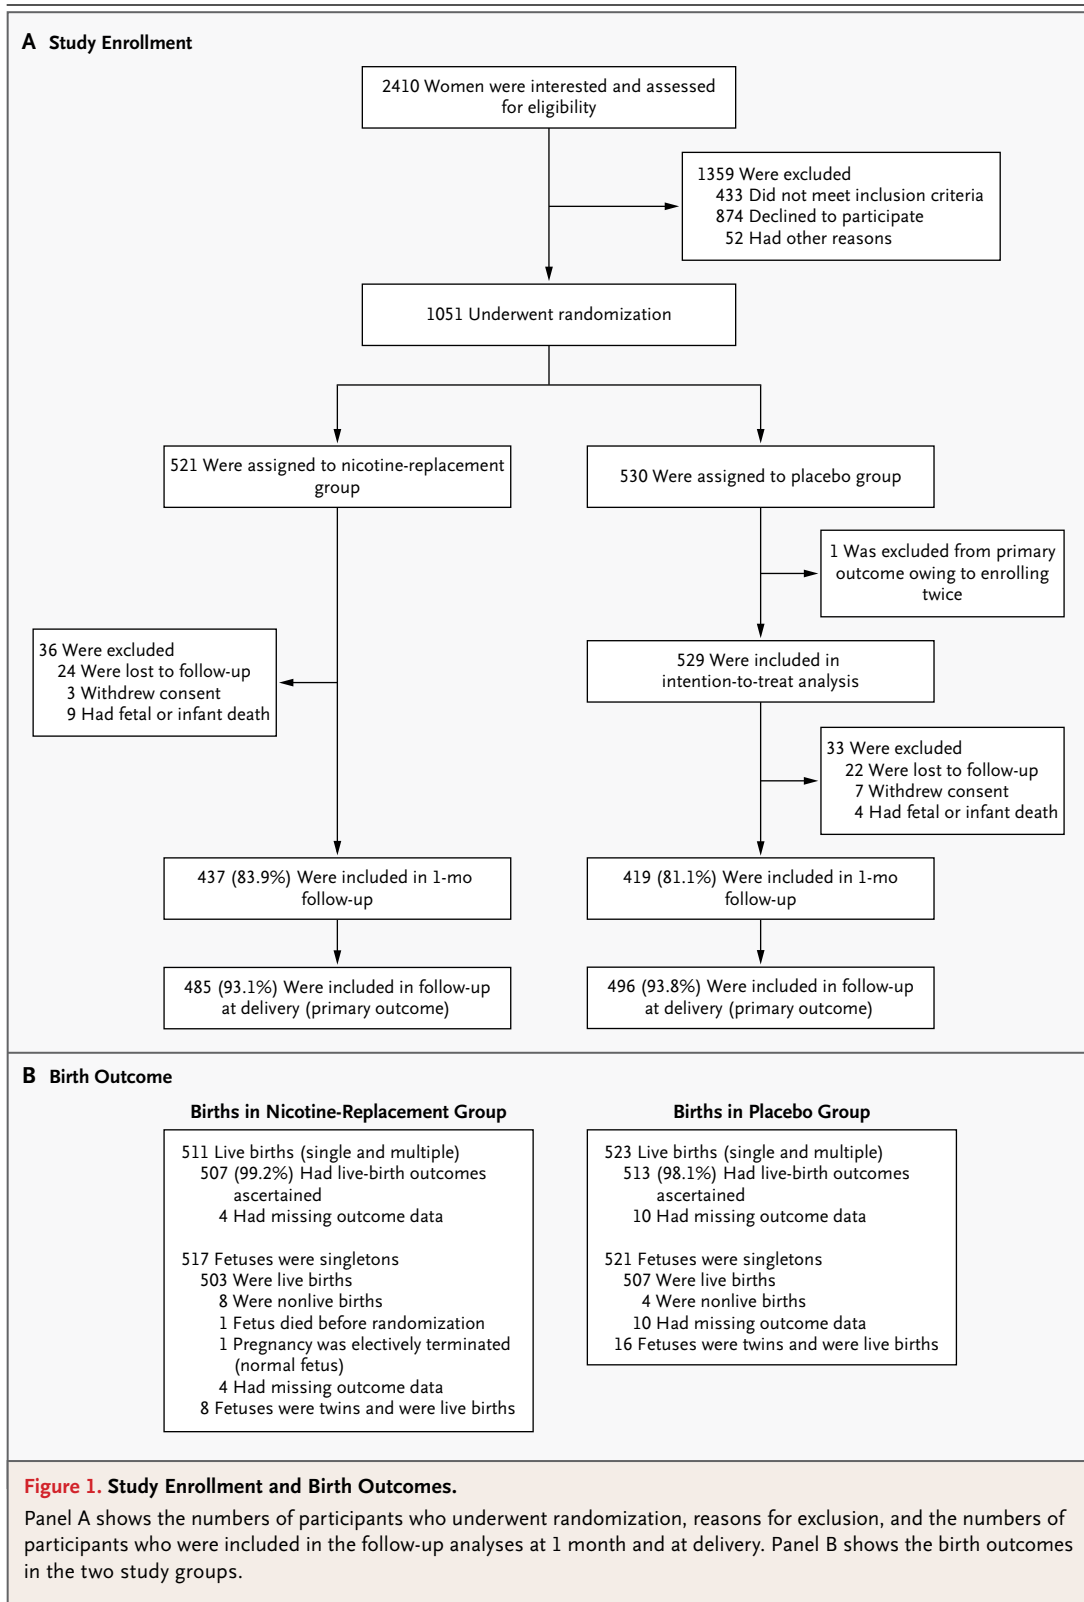 A Study Enrollment
2410 Women were interested and assessed
for eligibility
1359 Were excluded
433 Did not meet inclusion criteria
874 Declined to participate
52 Had other reasons
1051 Underwent randomization
521 Were assigned to nicotine-replacement
group
530 Were assigned to placebo group
1 Was excluded from primary
outcome owing to enrolling
twice
36 Were excluded
24 Were lost to follow-up
3 Withdrew consent
9 Had fetal or infant death
529 Were included in
intention-to-treat analysis
33 Were excluded
22 Were lost to follow-up
7 Withdrew consent
4 Had fetal or infant death
437 (83.9%) Were included in 1-mo
follow-up
419 (81.1%) Were included in 1-mo
follow-up
485 (93.1%) Were included in follow-up
at delivery (primary outcome)
496 (93.8%) Were included in follow-up
at delivery (primary outcome)
B Birth Outcome
Births in Nicotine-Replacement Group
511 Live births (single and multiple)
507 (99.2%) Had live-birth outcomes
ascertained
4 Had missing outcome data
517 Fetuses were singletons
503 Were live births
8 Were nonlive births
1 Fetus died before randomization
1 Pregnancy was electively terminated
(normal fetus)
4 Had missing outcome data
8 Fetuses were twins and were live births
Births in Placebo Group
523 Live births (single and multiple)
513 (98.1%) Had live-birth outcomes
ascertained
10 Had missing outcome data
521 Fetuses were singletons
507 Were live births
4 Were nonlive births
10 Had missing outcome data
16 Fetuses were twins and were live births
Figure 1. Study Enrollment and Birth Outcomes.
Panel A shows the numbers of participants who underwent randomization, reasons for exclusion, and the numbers of
participants who were included in the follow-up analyses at 1 month and at delivery. Panel B shows the birth outcomes
in the two study groups.